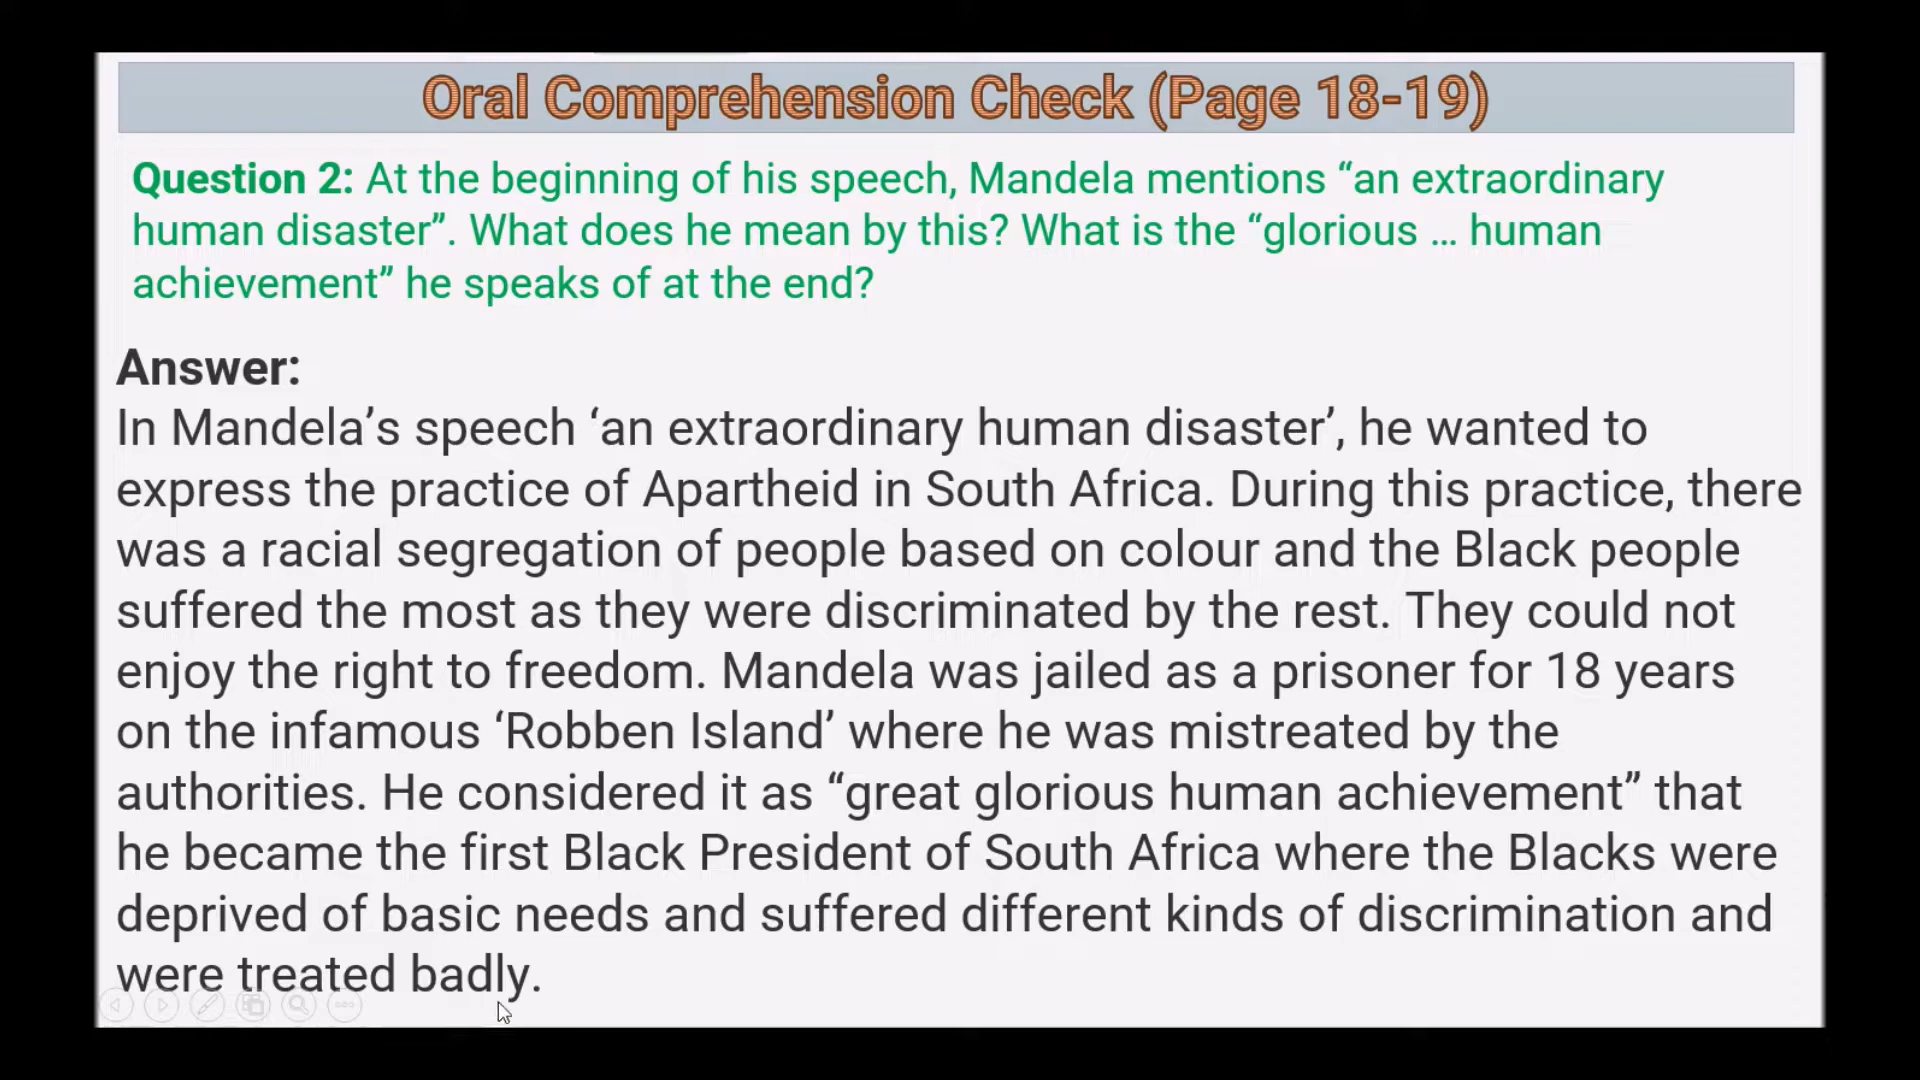 Oral Comprehension Check (Page 18-19)
Question 2: At the beginning of his speech, Mandela mentions “an extraordinary
human disaster”. What does he mean by this? What is the “glorious ... human
achievement” he speaks of at the end?
Answer:
In Mandela’s speech ‘an extraordinary human disaster’, he wanted to
express the practice of Apartheid in South Africa. During this practice, there
was a racial segregation of people based on colour and the Black people
suffered the most as they were discriminated by the rest. They could not
enjoy the right to freedom. Mandela was jailed as a prisoner for 18 years
on the infamous ‘Robben Island’ where he was mistreated by the
authorities. He considered it as “great glorious human achievement” that
he became the first Black President of South Africa where the Blacks were
deprived of basic needs and suffered different kinds of discrimination and
were treated badly.